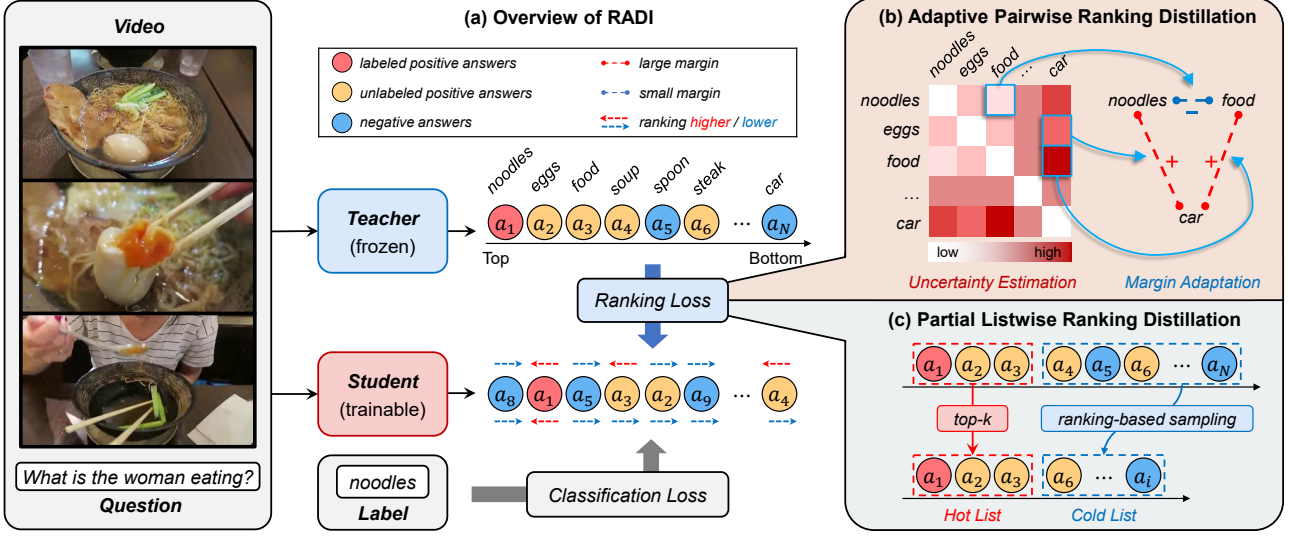 Video
What is the woman eating?
Question
(a) Overview of RADI
labeled positive answers
unlabeled positive answers
negative answers
large margin
small margin
ranking higher / lower
Teacher
(frozen)
noodles eggs food soup spoon steak car
a1 a2 a3 a4 a5 a6 ... aN
Top Bottom
Ranking Loss
Student
(trainable)
a8 a1 a5 a3 a2 a9 ... a4
noodles
Label
Classification Loss
(b) Adaptive Pairwise Ranking Distillation
noodles eggs food ... car
noodles
eggs
food
...
car
low high
noodles food
−
+ +
car
Uncertainty Estimation Margin Adaptation
(c) Partial Listwise Ranking Distillation
a1 a2 a3 a4 a5 a6 ... aN
top-k ranking-based sampling
a1 a2 a3 a6 ... ai
Hot List Cold List